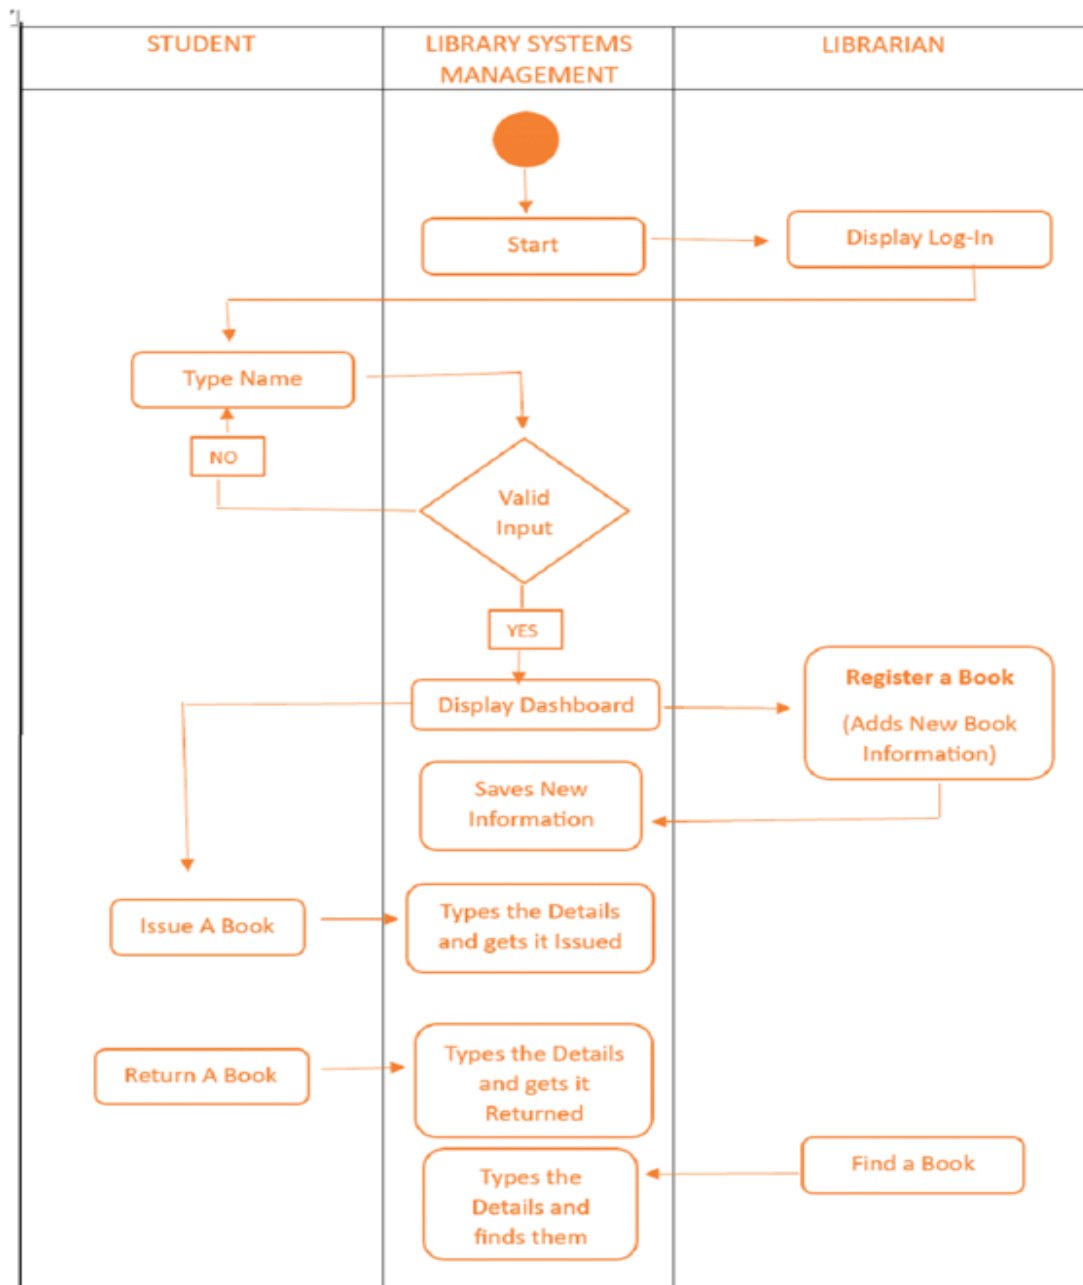 STUDENT
LIBRARY SYSTEMS
MANAGEMENT
LIBRARIAN
Start
Display Log-In
Type Name
NO
Valid
Input
YES
Display Dashboard
Register a Book
(Adds New Book
Information)
Saves New
Information
Issue A Book
Types the Details
and gets it Issued
Return A Book
Types the Details
and gets it
Returned
Find a Book
Types the
Details and
finds them